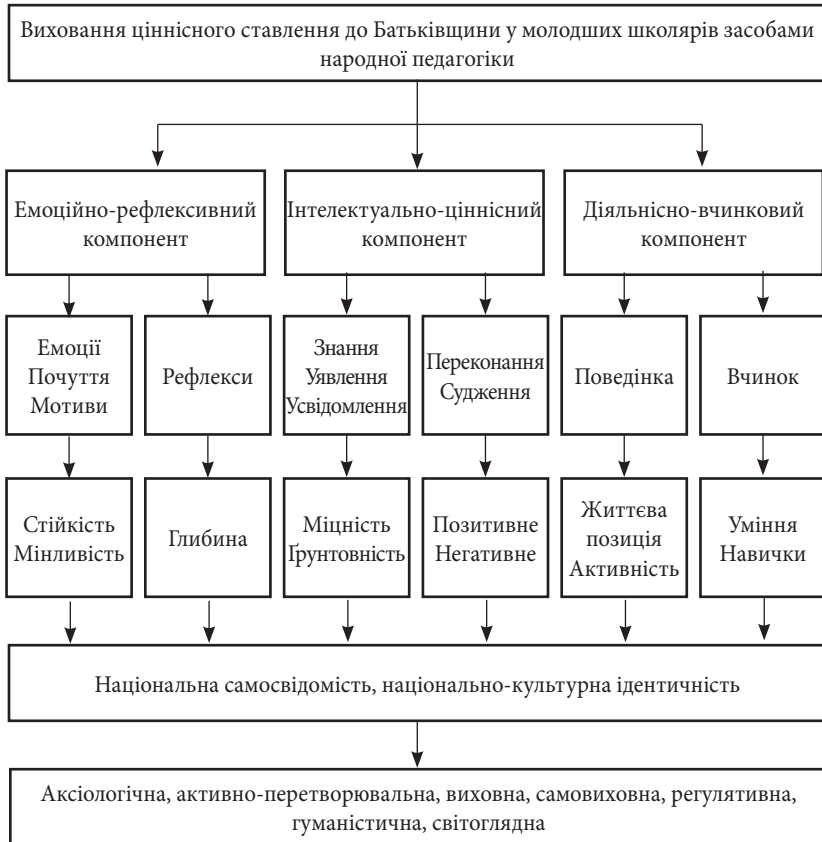 Виховання ціннісного ставлення до Батьківщини у молодших школярів засобами
народної педагогіки
Емоційно-рефлексивний
компонент
Інтелектуально-ціннісний
компонент
Діяльнісно-вчинковий
компонент
Емоції
Почуття
Мотиви
Рефлекси
Знання
Уявлення
Усвідомлення
Переконання
Судження
Поведінка
Вчинок
Стійкість
Мінливість
Глибина
Міцність
Ґрунтовність
Позитивне
Негативне
Життєва
позиція
Активність
Уміння
Навички
Національна самосвідомість, національно-культурна ідентичність
Аксіологічна, активно-перетворювальна, виховна, самовиховна, регулятивна,
гуманістична, світоглядна